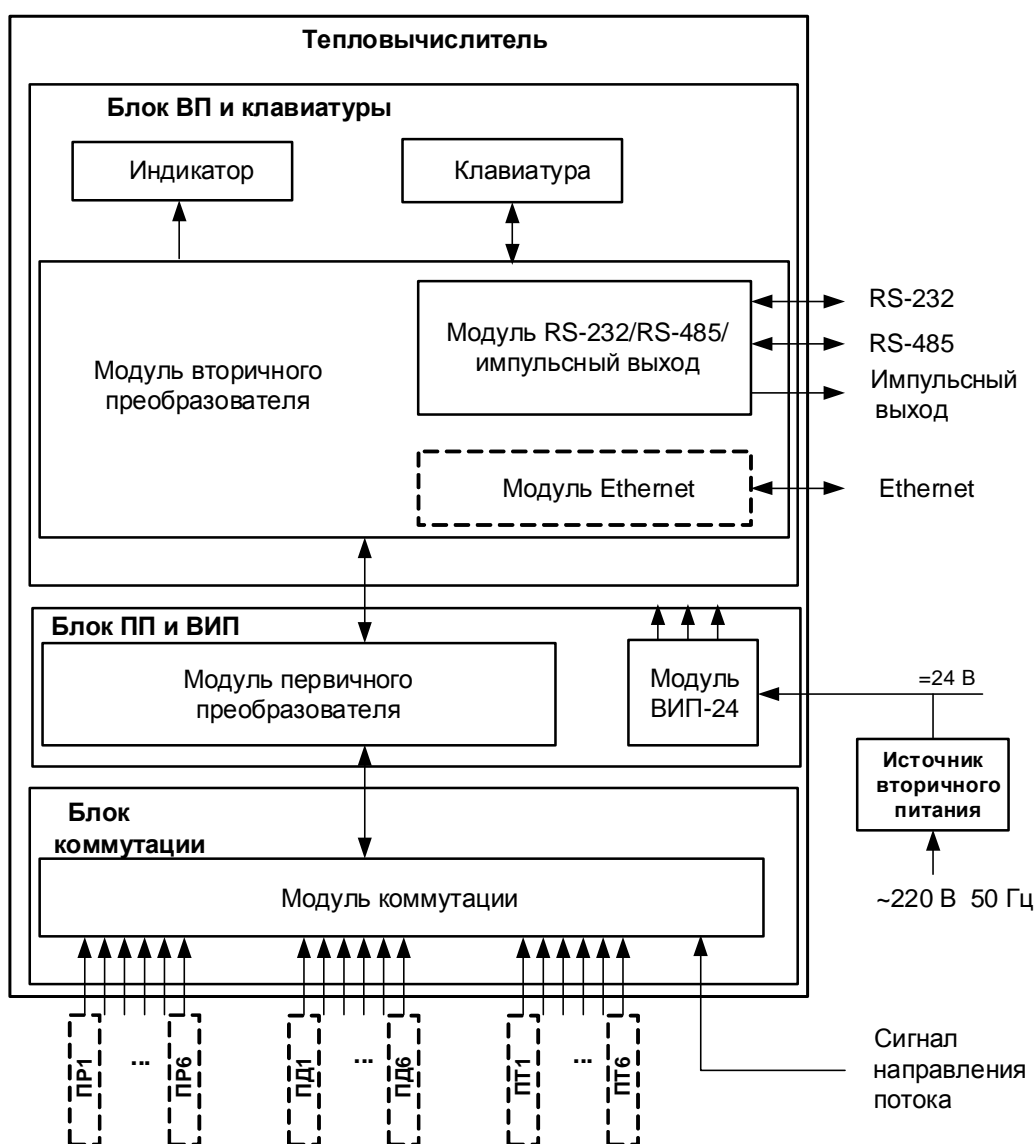 Тепловычислитель
Блок ВП и клавиатуры
Индикатор
Клавиатура
Модуль вторичного
преобразователя
Модуль RS-232/RS-485/
импульсный выход
Модуль Ethernet
RS-232
RS-485
Импульсный
выход
Ethernet
Блок ПП и ВИП
Модуль первичного
преобразователя
Модуль
ВИП-24
=24 В
Источник
вторичного
питания
~220 В 50 Гц
Блок
коммутации
Модуль коммутации
ПР1
...
ПР6
ПД1
...
ПД6
ПТ1
...
ПТ6
Сигнал
направления
потока